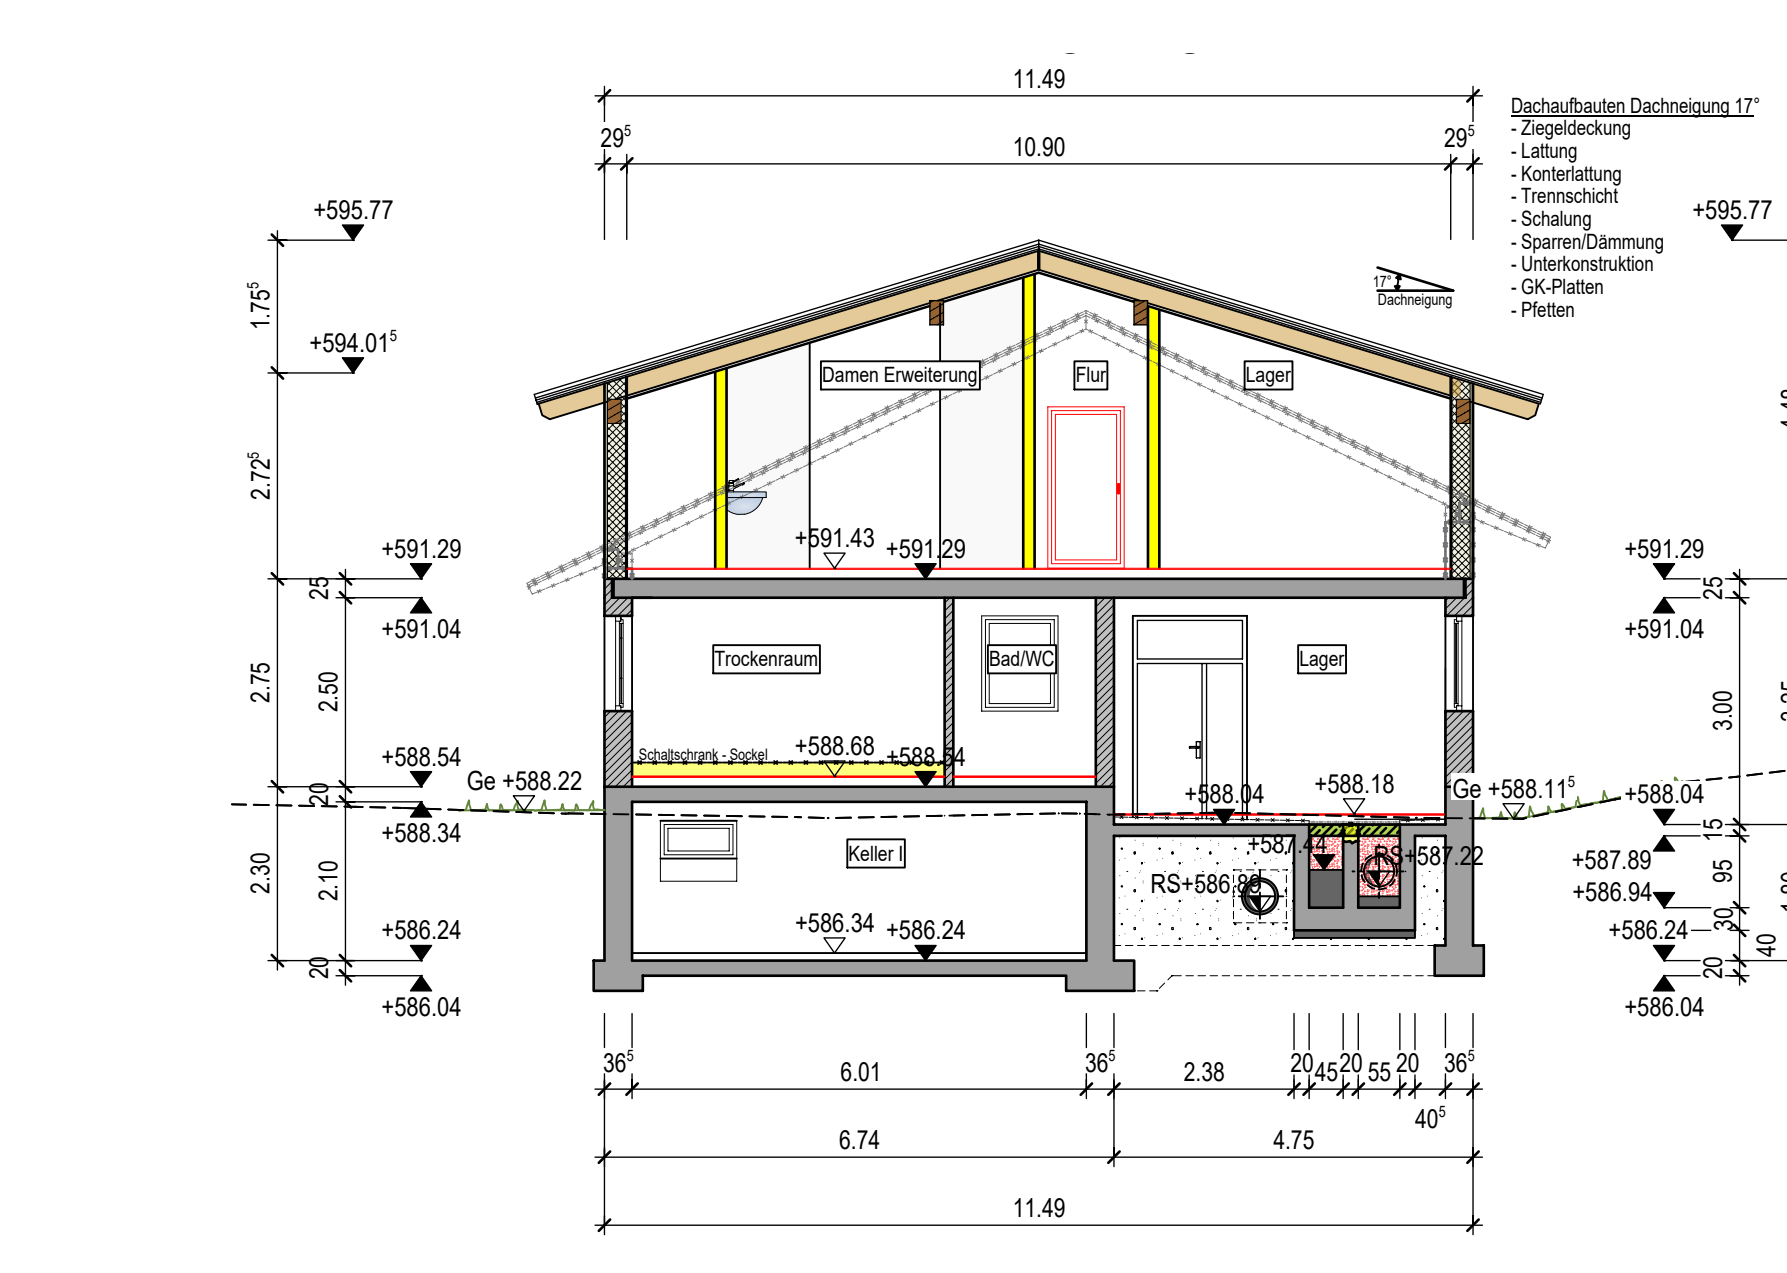 11.49
29⁵
10.90
29⁵
Dachaufbauten Dachneigung 17°
- Ziegeldeckung
- Lattung
- Konterlattung
- Trennschicht
- Schalung
- Sparren/Dämmung
- Unterkonstruktion
- GK-Platten
- Pfetten
+595.77
+595.77
17°
Dachneigung
1.75⁵
+594.01⁵
Damen Erweiterung
Flur
Lager
2.72⁵
+591.43
+591.29
+591.29
+591.29
25
25
+591.04
+591.04
Trockenraum
Bad/WC
Lager
2.75
2.50
3.00
Schaltschrank - Sockel
+588.68
+588.54
+588.54
Ge +588.22
+588.18
Ge +588.11⁵
+588.04
+588.04
20
+588.34
15
Keller I
+587.44
RS+587.22
+587.89
2.30
2.10
RS+586.89
95
+586.94
+586.34
+586.24
+586.24
30
+586.24
40
20
20
+586.04
+586.04
36⁵
6.01
36⁵
2.38
20
45
20
55
20
36⁵
40⁵
6.74
4.75
11.49